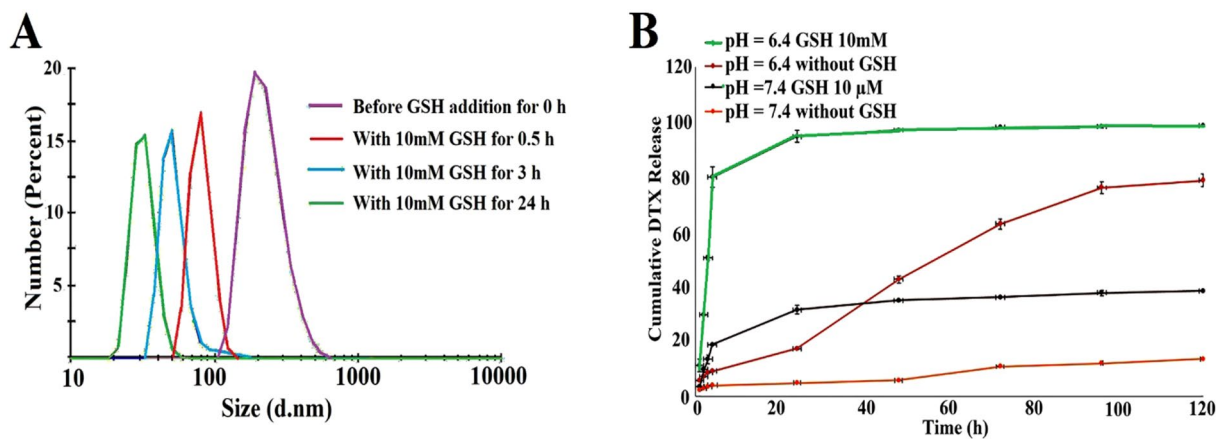 A
Number (Percent)
20
15
10
5
10
100
1000
10000
Size (d.nm)
Before GSH addition for 0 h
With 10mM GSH for 0.5 h
With 10mM GSH for 3 h
With 10mM GSH for 24 h
B
pH = 6.4 GSH 10mM
pH = 6.4 without GSH
pH =7.4 GSH 10 µM
pH = 7.4 without GSH
Cumulative DTX Release
120
100
80
60
40
20
0
0
20
40
60
80
100
120
Time (h)